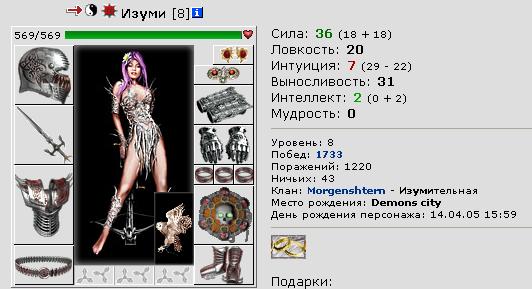 Изуми [8]
569/569
Сила: 36 (18 + 18)
Ловкость: 20
Интуиция: 7 (29 - 22)
Выносливость: 31
Интеллект: 2 (0 + 2)
Мудрость: 0
Уровень: 8
Побед: 1733
Поражений: 1220
Ничьих: 43
Клан: Morgenshtern - Изумительная
Место рождения: Demons city
День рождения персонажа: 14.04.05 15:59
Подарки: